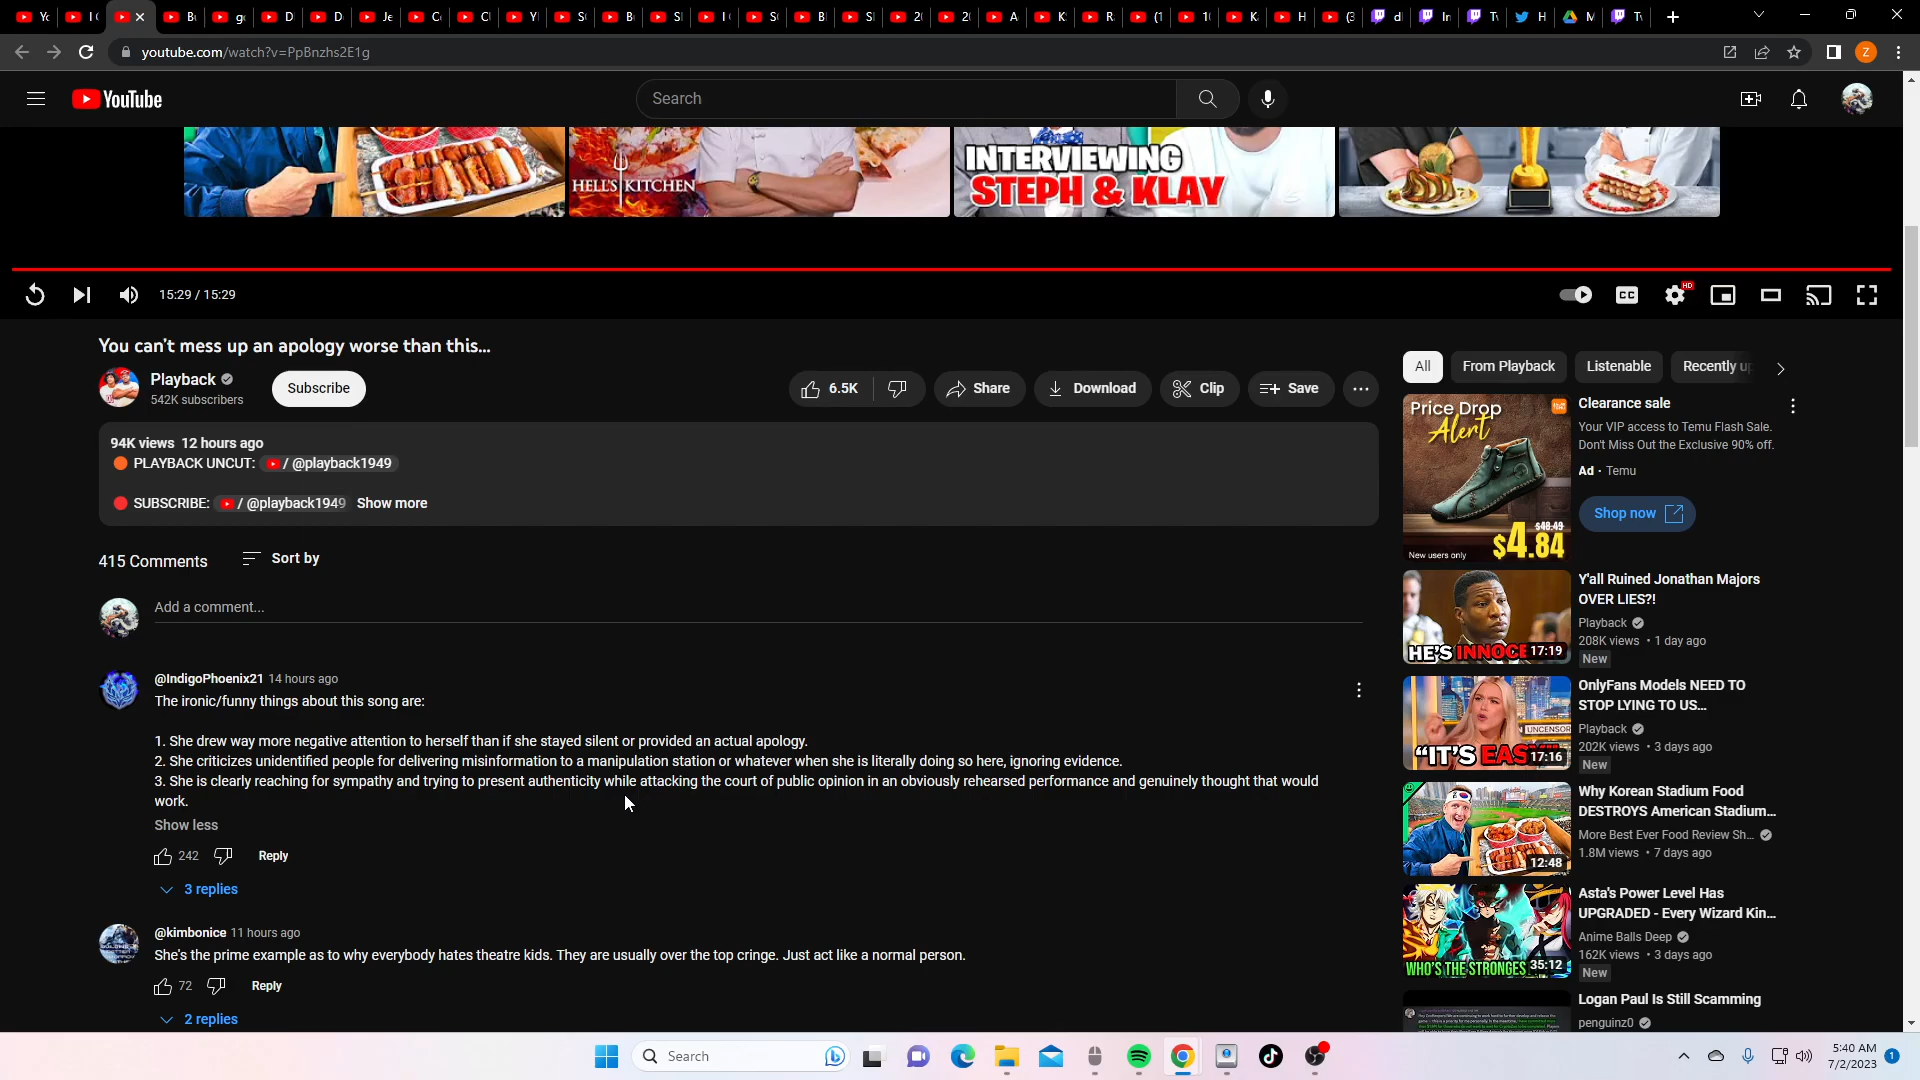 youtube.com/watch?v=PpBnzhs2E1g
YouTube
Search
HELL'S KITCHEN
INTERVIEWING
STEPH & KLAY
15:29 / 15:29
CC
HD
You can't mess up an apology worse than this...
Playback
542K subscribers
Subscribe
6.5K
Share
Download
Clip
Save
94K views 12 hours ago
PLAYBACK UNCUT: / @playback1949
SUBSCRIBE: / @playback1949 Show more
415 Comments
Sort by
Add a comment...
@IndigoPhoenix21 14 hours ago
The ironic/funny things about this song are:
1. She drew way more negative attention to herself than if she stayed silent or provided an actual apology.
2. She criticizes unidentified people for delivering misinformation to a manipulation station or whatever when she is literally doing so here, ignoring evidence.
3. She is clearly reaching for sympathy and trying to present authenticity while attacking the court of public opinion in an obviously rehearsed performance and genuinely thought that would
work.
Show less
242
Reply
3 replies
@kimbonice 11 hours ago
She's the prime example as to why everybody hates theatre kids. They are usually over the top cringe. Just act like a normal person.
72
Reply
2 replies
All
From Playback
Listenable
Recently up
Price Drop
Alert
$48.49
$4.84
New users only
Clearance sale
Your VIP access to Temu Flash Sale.
Don't Miss Out the Exclusive 90% off.
Ad · Temu
Shop now
HE'S INNOCE
17:19
Y'all Ruined Jonathan Majors
OVER LIES?!
Playback
208K views • 1 day ago
New
UNCENSOR
"IT'S EASY
17:16
OnlyFans Models NEED TO
STOP LYING TO US...
Playback
202K views • 3 days ago
New
12:48
Why Korean Stadium Food
DESTROYS American Stadium...
More Best Ever Food Review Sh...
1.8M views • 7 days ago
WHO'S THE STRONGES
35:12
Asta's Power Level Has
UPGRADED - Every Wizard Kin...
Anime Balls Deep
162K views • 3 days ago
New
Logan Paul Is Still Scamming
penguinz0
Search
5:40 AM
7/2/2023
1